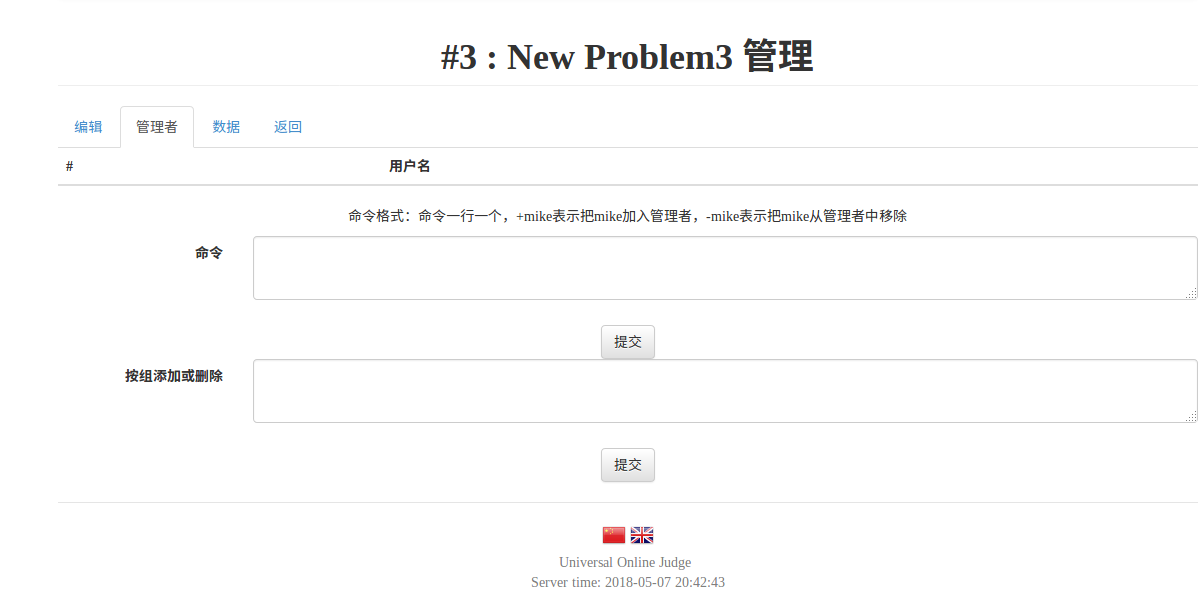 #3 : New Problem3 管理
编辑 管理者 数据 返回
# 用户名
命令格式：命令一行一个，+mike表示把mike加入管理者，-mike表示把mike从管理者中移除
命令
提交
按组添加或删除
提交
Universal Online Judge
Server time: 2018-05-07 20:42:43